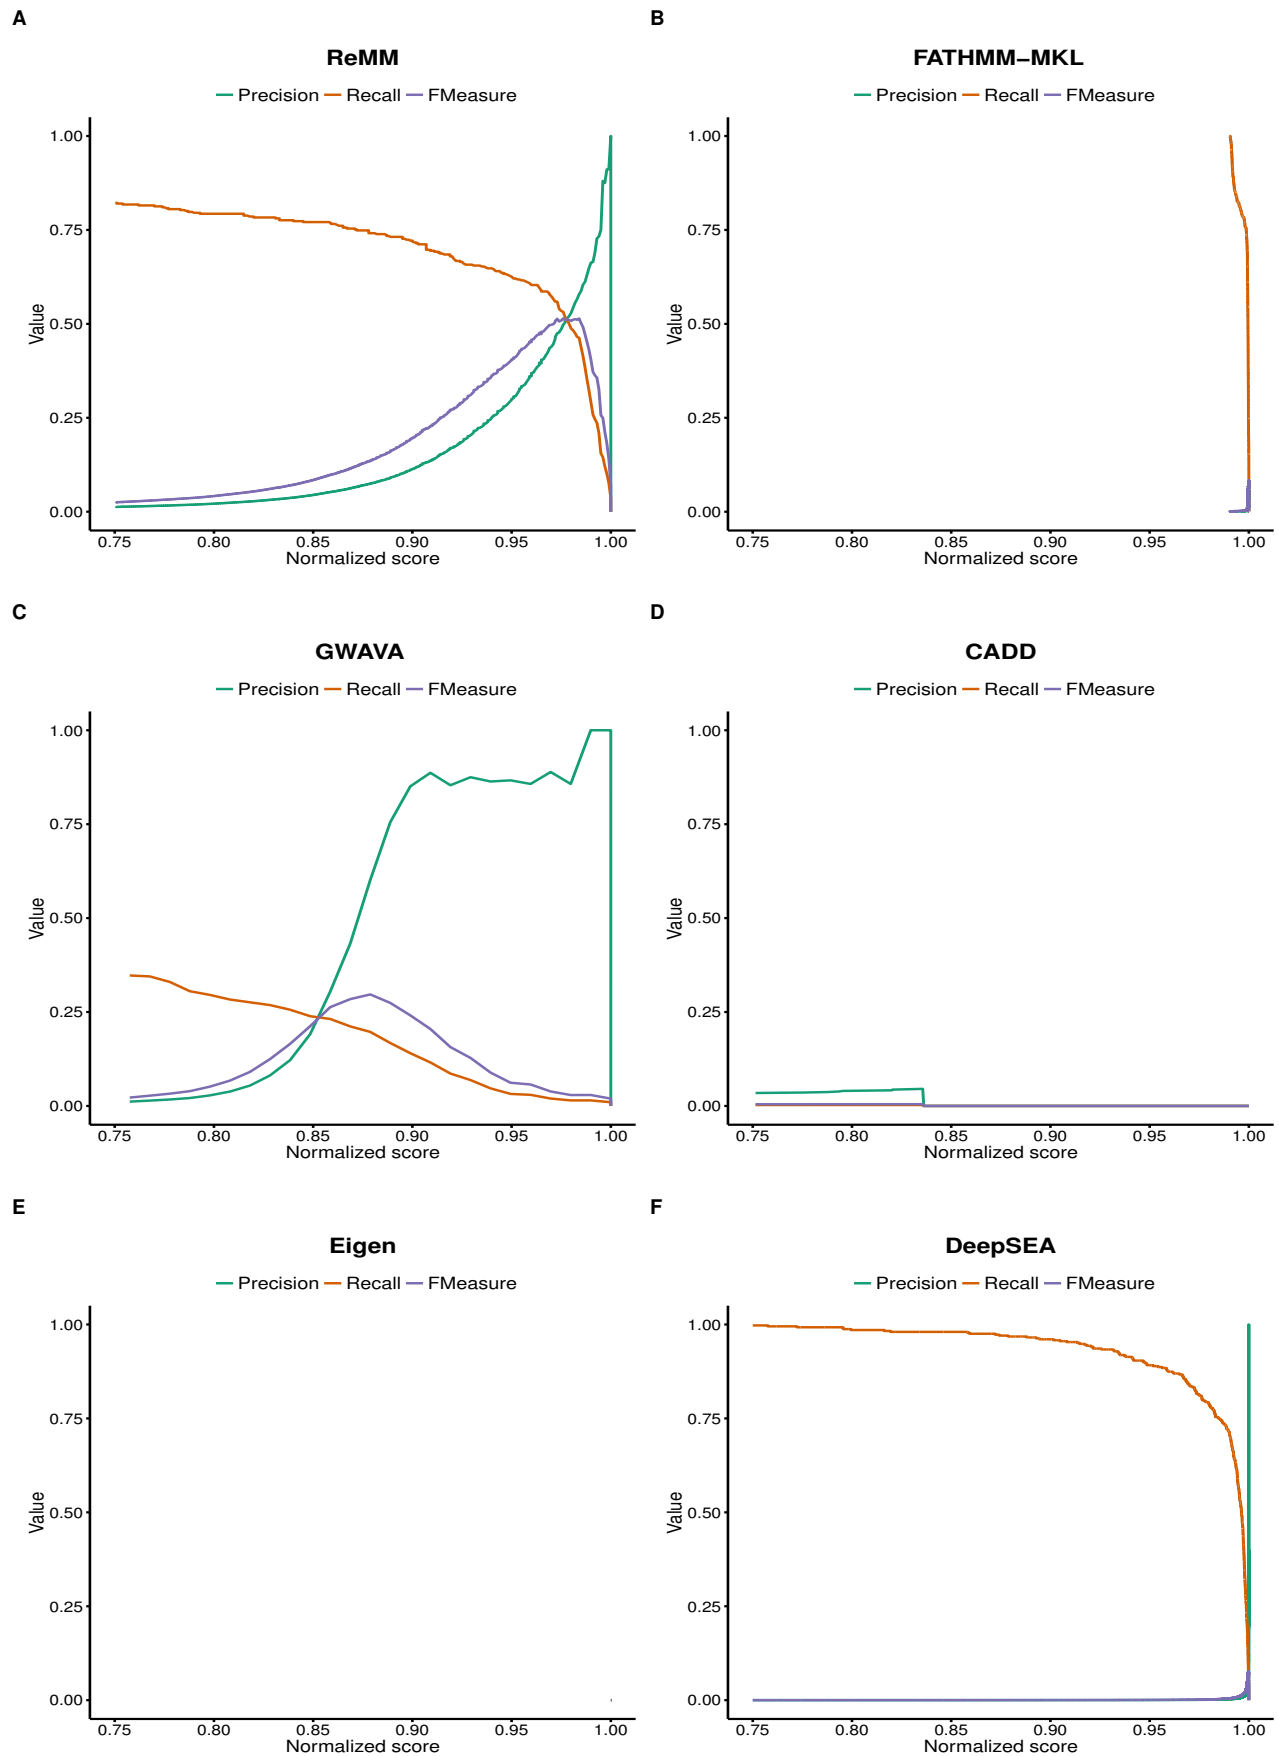 A
ReMM
Precision Recall FMeasure
1.00
0.75
0.50
0.25
0.00
Value
0.75 0.80 0.85 0.90 0.95 1.00
Normalized score
B
FATHMM−MKL
Precision Recall FMeasure
1.00
0.75
0.50
0.25
0.00
Value
0.75 0.80 0.85 0.90 0.95 1.00
Normalized score
C
GWAVA
Precision Recall FMeasure
1.00
0.75
0.50
0.25
0.00
Value
0.75 0.80 0.85 0.90 0.95 1.00
Normalized score
D
CADD
Precision Recall FMeasure
1.00
0.75
0.50
0.25
0.00
Value
0.75 0.80 0.85 0.90 0.95 1.00
Normalized score
E
Eigen
Precision Recall FMeasure
1.00
0.75
0.50
0.25
0.00
Value
0.75 0.80 0.85 0.90 0.95 1.00
Normalized score
F
DeepSEA
Precision Recall FMeasure
1.00
0.75
0.50
0.25
0.00
Value
0.75 0.80 0.85 0.90 0.95 1.00
Normalized score